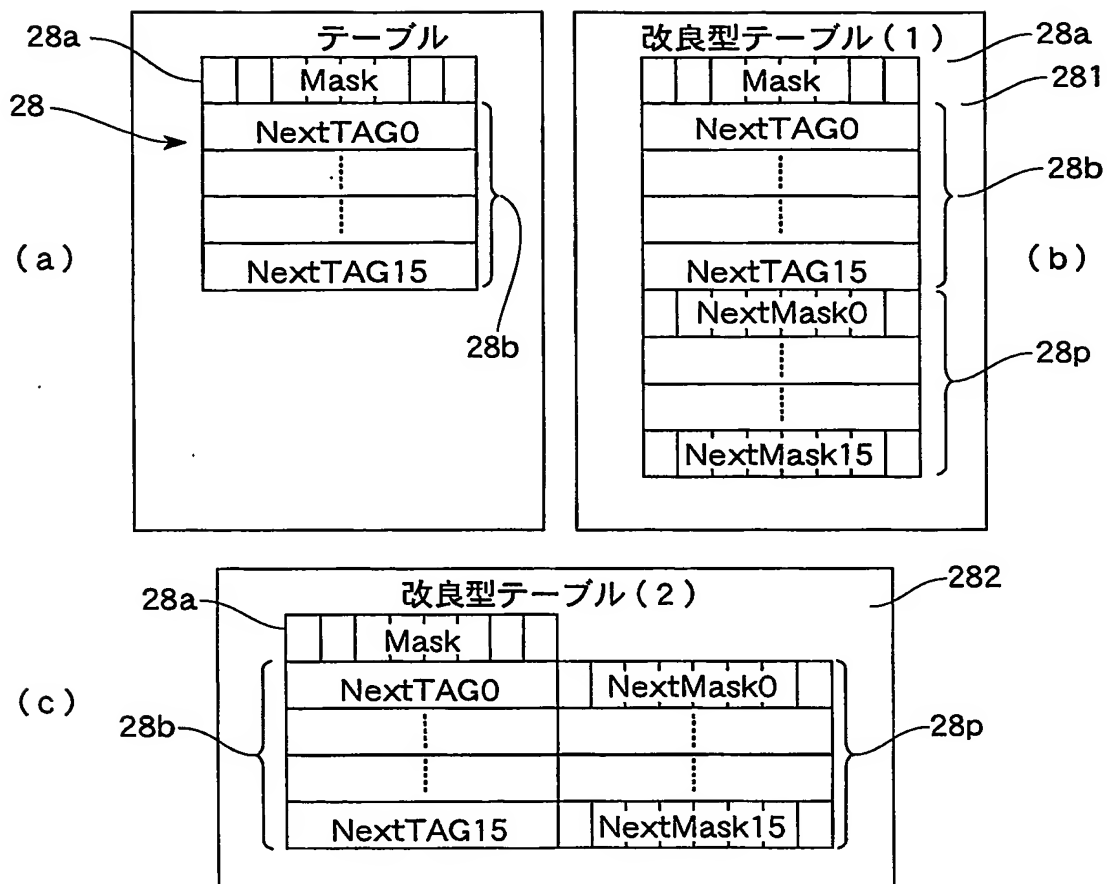 (a)
テーブル
28a
Mask
28
NextTAG0
NextTAG15
28b
(b)
改良型テーブル(1)
28a
281
Mask
NextTAG0
28b
NextTAG15
NextMask0
28p
NextMask15
(c)
改良型テーブル(2)
282
28a
Mask
NextTAG0
NextMask0
28b
28p
NextTAG15
NextMask15